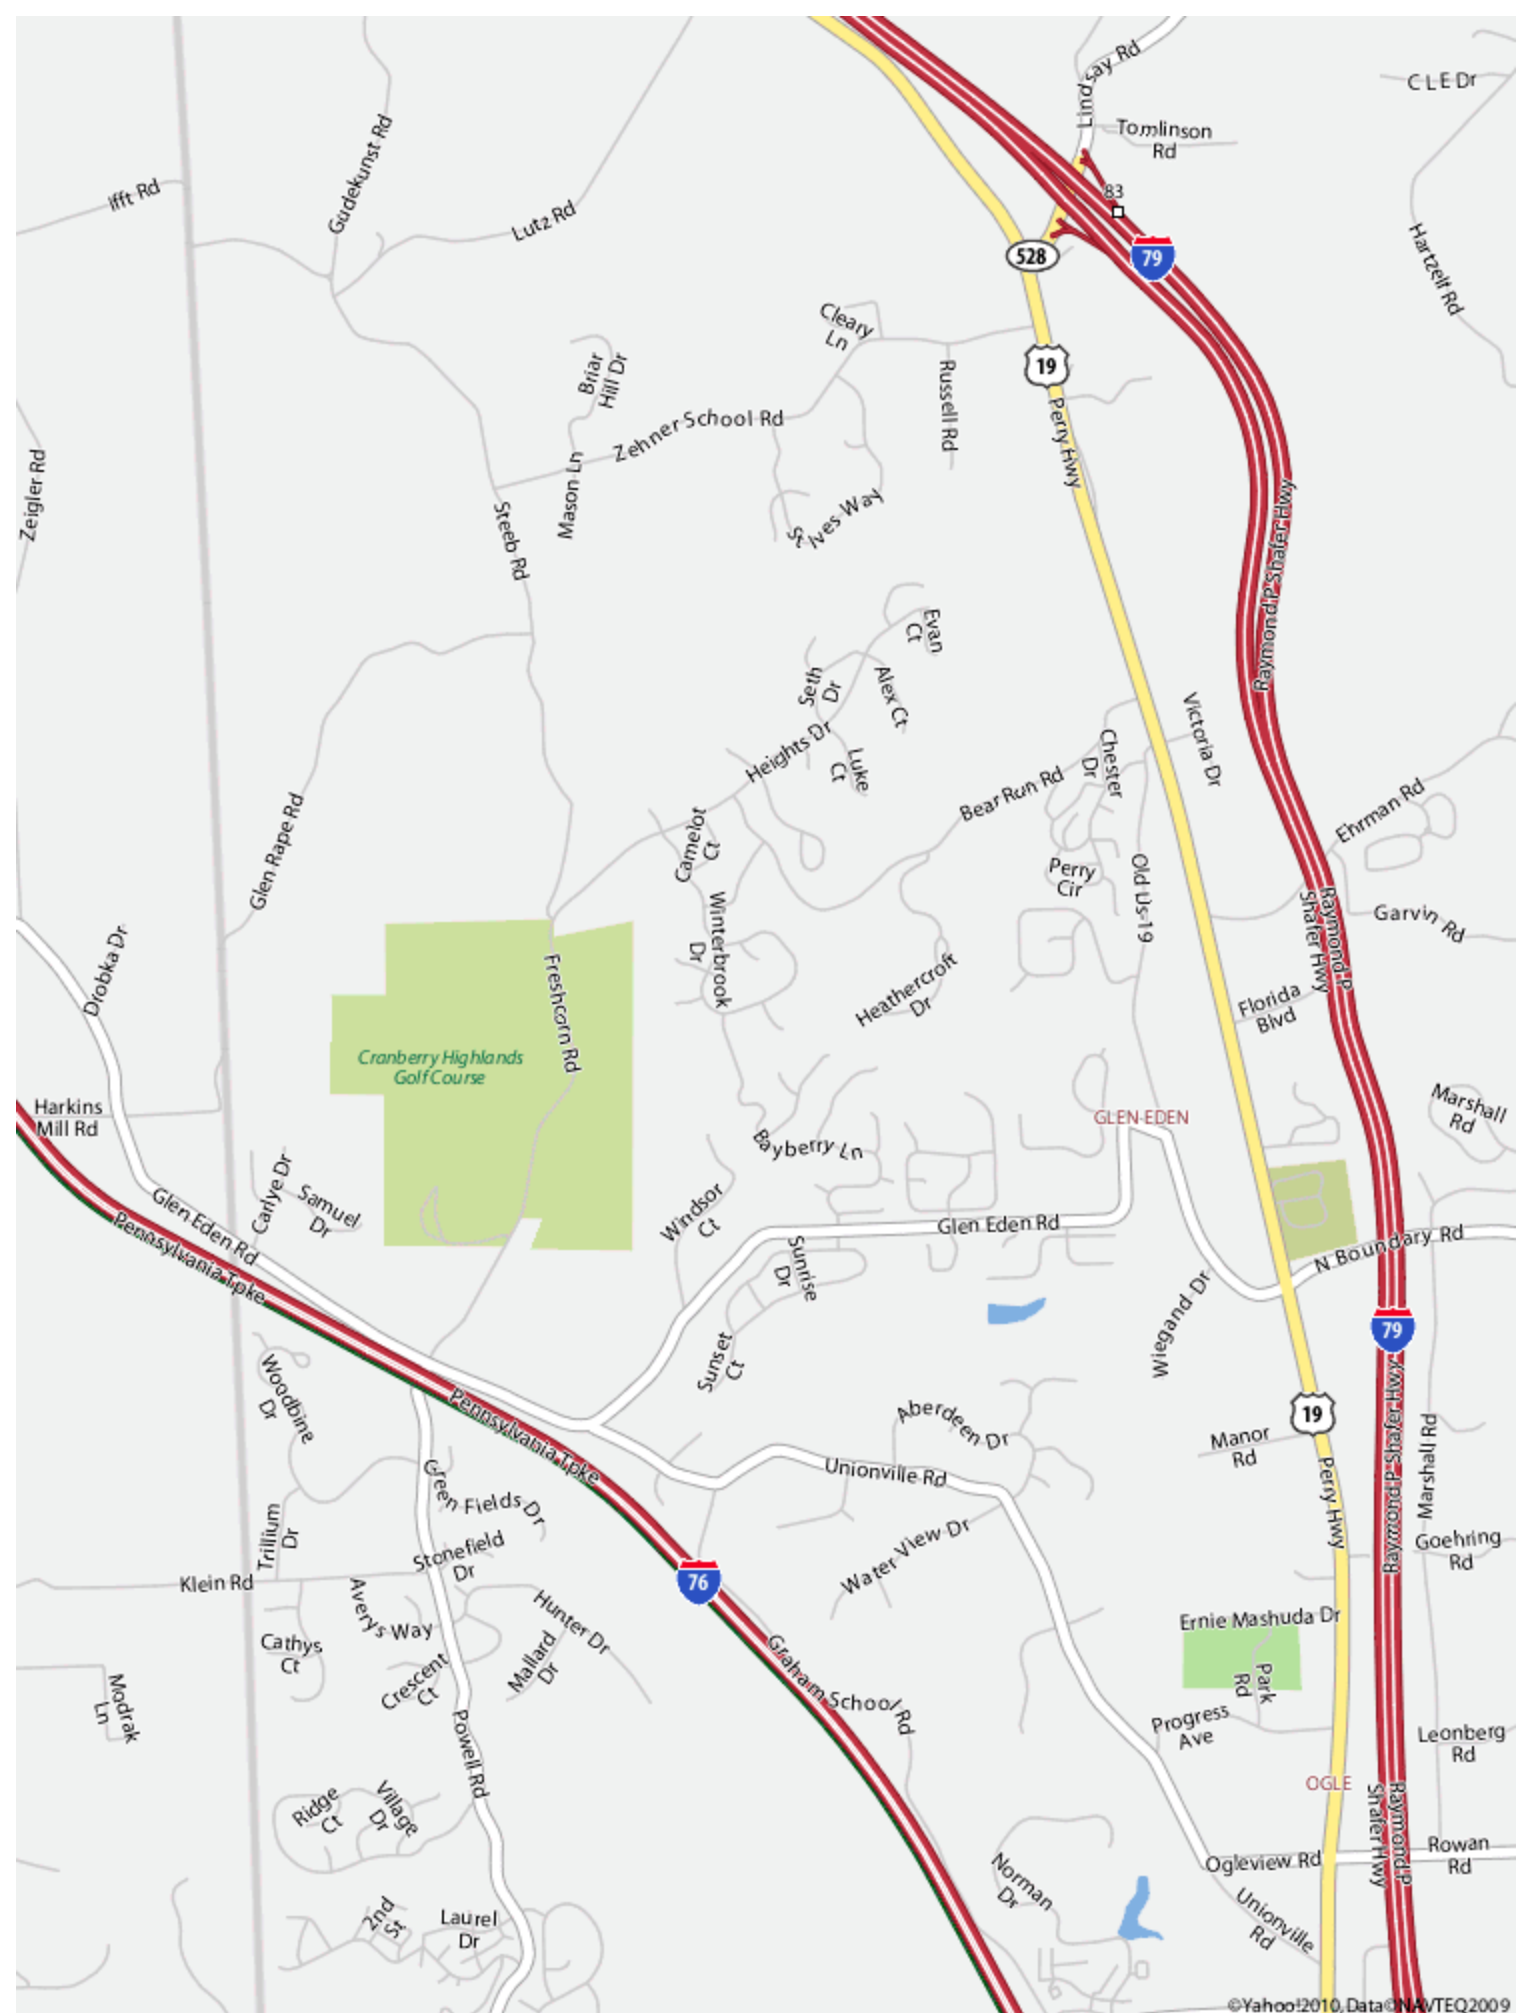 Lindsay Rd
C L E Dr
Tomlinson
Rd
Gudekunst Rd
ifft Rd
83
Lutz Rd
528
79
Hartzell Rd
Cleary
Ln
19
Briar
Hill Dr
Russell Rd
Perry Hwy
Zehner School Rd
Mason Ln
Zeigler Rd
St
Ives Way
Steeb Rd
Raymond P Shafer Hwy
Evan
Ct
Seth
Dr
Alex Ct
Victoria Dr
Heights Dr
Luke
Ct
Chester
Dr
Bear Run Rd
Ehrman Rd
Glen Rape Rd
Camelot
Ct
Perry
Cir
Old Us-19
Raymond P
Shafer Hwy
Garvin Rd
Winterbrook
Dr
Drobka Dr
Freshcorn Rd
Heathercroft
Dr
Florida
Blvd
Cranberry Highlands
Golf Course
Harkins
Mill Rd
GLEN EDEN
Marshall
Rd
Bayberry Ln
Carlye Dr
Samuel
Dr
Windsor
Ct
Glen Eden Rd
Glen Eden Rd
Pennsylvania Tpke
N Boundary Rd
Sunrise
Dr
Wiegand Dr
79
Sunset
Ct
Woodbine
Dr
Pennsylvania Tpke
Raymond P Shafer Hwy
19
Aberdeen Dr
Manor
Rd
Marshall Rd
Unionville Rd
Perry Hwy
Green Fields Dr
Trillium
Dr
Stonefield
Dr
Water View Dr
Goehring
Rd
Klein Rd
76
Averys Way
Hunter Dr
Ernie Mashuda Dr
Cathys
Ct
Mallard
Dr
Crescent
Ct
Graham School Rd
Park
Rd
Modrak
Ln
Progress
Ave
Powell Rd
Leonberg
Rd
OGLE
Ridge
Ct
Village
Dr
Raymond P
Shafer Hwy
Rowan
Rd
Ogleview Rd
Norman
Dr
2nd
St
Laurel
Dr
Unionville
Rd
©Yahoo!2010, Data©NAVTEQ2009